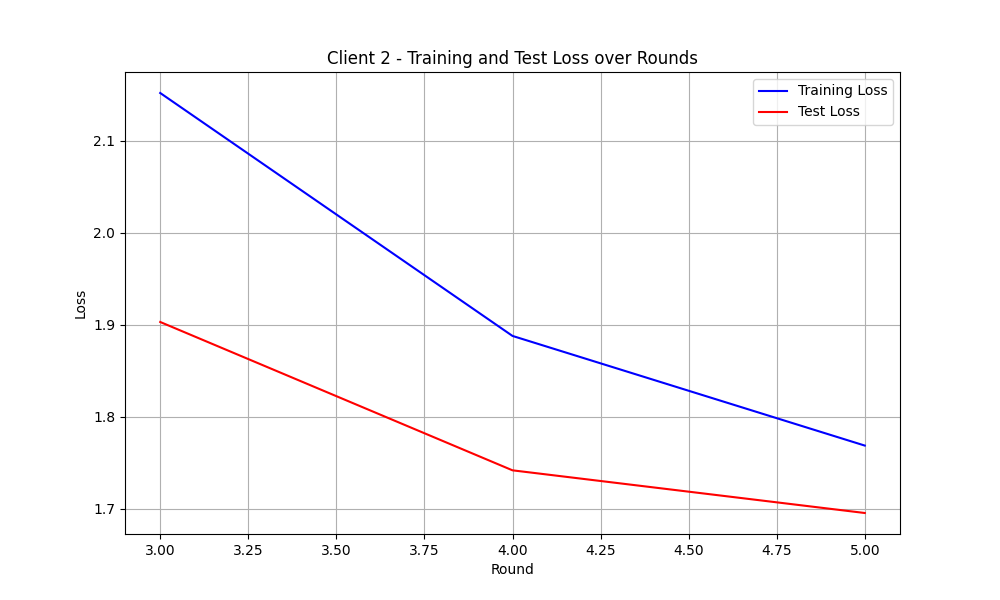 Client 2 - Training and Test Loss over Rounds
Training Loss
Test Loss
Loss
2.1
2.0
1.9
1.8
1.7
3.00 3.25 3.50 3.75 4.00 4.25 4.50 4.75 5.00
Round